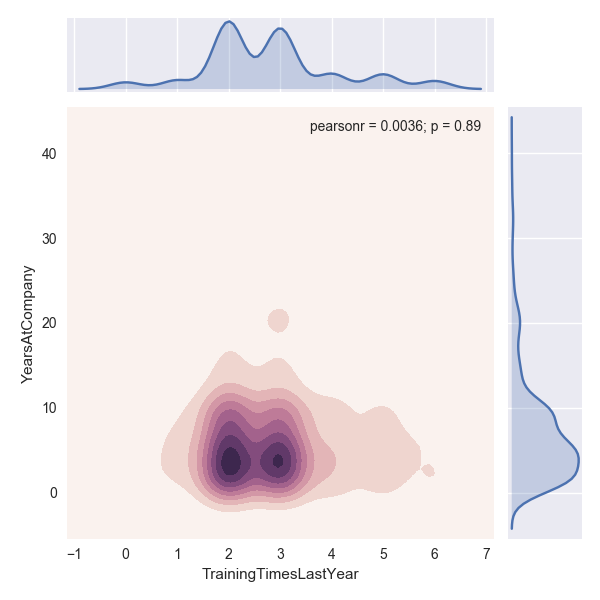 pearsonr = 0.0036; p = 0.89
40
30
20
10
0
YearsAtCompany
−1 0 1 2 3 4 5 6 7
TrainingTimesLastYear